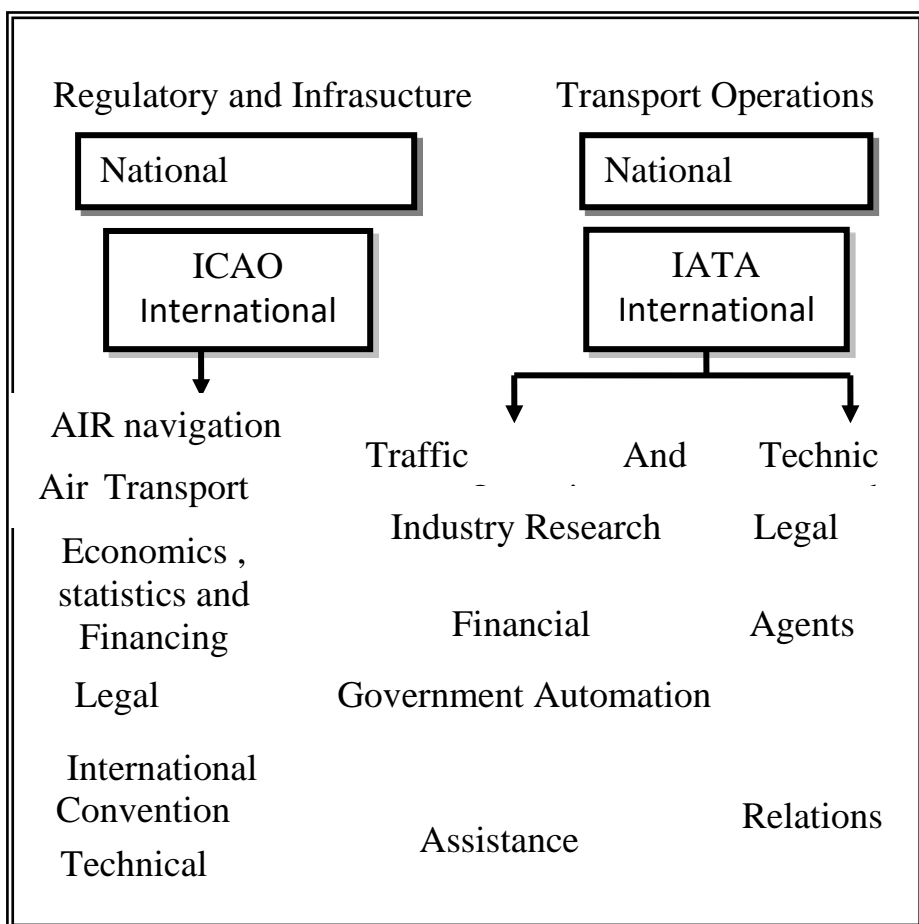 Regulatory and Infrasucture
Transport Operations
National
National
ICAO
International
IATA
International
AIR navigation
Air Transport
Economics ,
statistics and
Financing
Legal
International
Convention
Technical
Traffic And Technic
Industry Research Legal
Financial Agents
Government Automation
Assistance
Relations